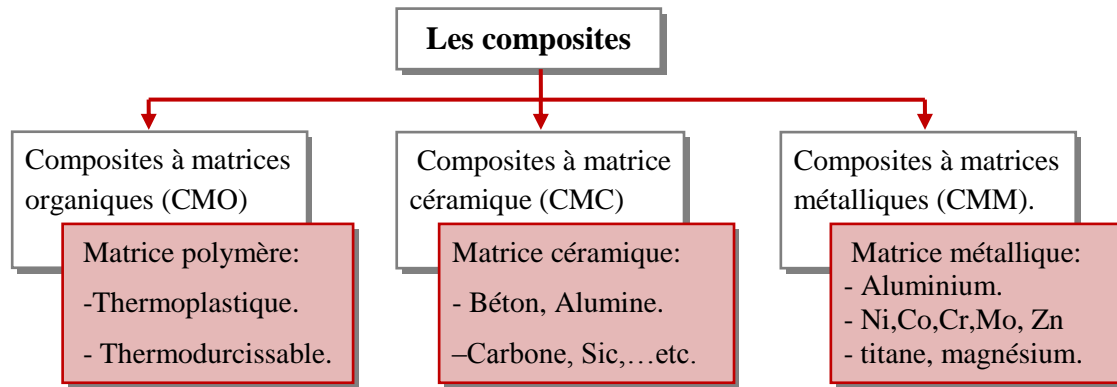 Les composites
Composites à matrices
organiques (CMO)
Matrice polymère:
-Thermoplastique.
- Thermodurcissable.
Composites à matrice
céramique (CMC)
Matrice céramique:
- Béton, Alumine.
–Carbone, Sic,…etc.
Composites à matrices
métalliques (CMM).
Matrice métallique:
- Aluminium.
- Ni,Co,Cr,Mo, Zn
- titane, magnésium.